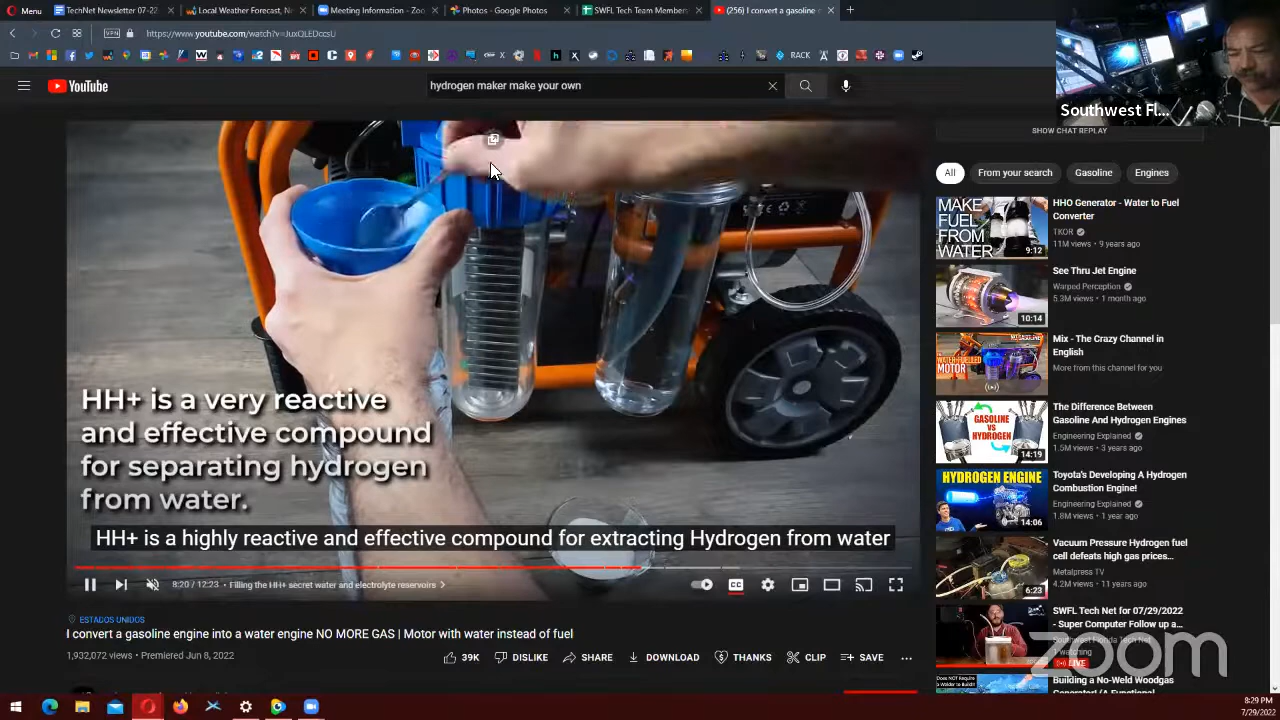 Menu
TechNet Newsletter 07-22
Local Weather Forecast, N
Meeting Information - Zoo
Photos - Google Photos
SWFL Tech Team Members
(256) I convert a gasoline
VPN
https://www.youtube.com/watch?v=JuxQLEDccsU
RACK
YouTube
hydrogen maker make your own
Southwest Fl...
SHOW CHAT REPLAY
All
From your search
Gasoline
Engines
MAKE
FUEL
FROM
WATER
9:12
HHO Generator - Water to Fuel
Converter
TKOR
11M views • 9 years ago
10:14
See Thru Jet Engine
Warped Perception
5.3M views • 1 month ago
MOTOR
Mix - The Crazy Channel in
English
More from this channel for you
GASOLINE
VS
HYDROGEN
14:19
The Difference Between
Gasoline And Hydrogen Engines
Engineering Explained
1.5M views • 3 years ago
HYDROGEN ENGINE
14:06
Toyota's Developing A Hydrogen
Combustion Engine!
Engineering Explained
1.8M views • 1 year ago
6:23
Vacuum Pressure Hydrogen fuel
cell defeats high gas prices...
Metalpress TV
4.2M views • 11 years ago
SWFL Tech Net for 07/29/2022
- Super Computer Follow up a...
Southwest Florida Tech Net
1 watching
LIVE
Building a No-Weld Woodgas
Generator! (A Functional
zoom
HH+ is a very reactive
and effective compound
for separating hydrogen
from water.
HH+ is a highly reactive and effective compound for extracting Hydrogen from water
8:20 / 12:23 • Filling the HH+ secret water and electrolyte reservoirs
CC
ESTADOS UNIDOS
I convert a gasoline engine into a water engine NO MORE GAS | Motor with water instead of fuel
1,932,072 views • Premiered Jun 8, 2022
39K
DISLIKE
SHARE
DOWNLOAD
THANKS
CLIP
SAVE
8:29 PM
7/29/2022